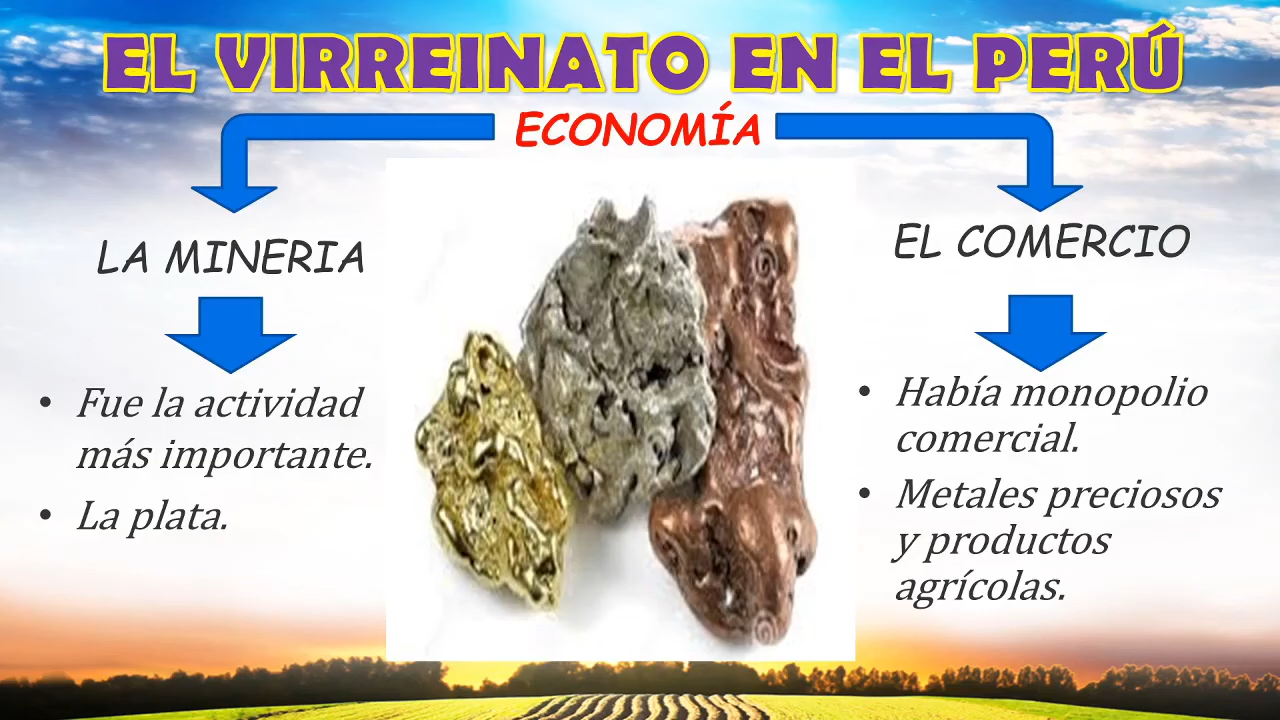 EL VIRREINATO EN EL PERÚ
ECONOMÍA
LA MINERIA
• Fue la actividad
más importante.
• La plata.
EL COMERCIO
• Había monopolio
comercial.
• Metales preciosos
y productos
agrícolas.